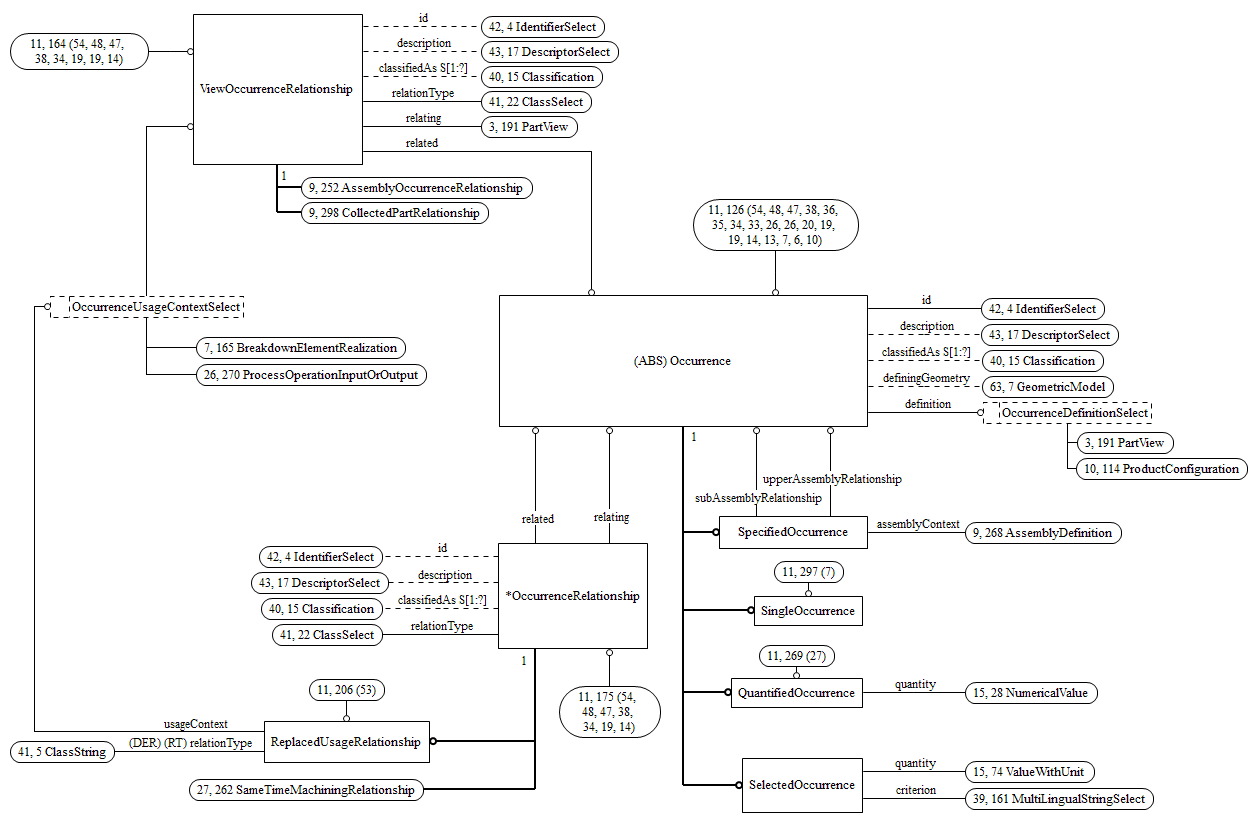 id
42, 4 IdentifierSelect
11, 164 (54, 48, 47,
38, 34, 19, 19, 14)
description
43, 17 DescriptorSelect
classifiedAs S[1:?]
40, 15 Classification
ViewOccurrenceRelationship
relationType
41, 22 ClassSelect
relating
3, 191 PartView
related
1
9, 252 AssemblyOccurrenceRelationship
9, 298 CollectedPartRelationship
11, 126 (54, 48, 47, 38, 36,
35, 34, 33, 26, 26, 20, 19,
19, 14, 13, 7, 6, 10)
OccurrenceUsageContextSelect
7, 165 BreakdownElementRealization
26, 270 ProcessOperationInputOrOutput
(ABS) Occurrence
id
42, 4 IdentifierSelect
description
43, 17 DescriptorSelect
classifiedAs S[1:?]
40, 15 Classification
definingGeometry
63, 7 GeometricModel
definition
OccurrenceDefinitionSelect
3, 191 PartView
10, 114 ProductConfiguration
1
upperAssemblyRelationship
subAssemblyRelationship
related
relating
SpecifiedOccurrence
assemblyContext
9, 268 AssemblyDefinition
id
42, 4 IdentifierSelect
description
43, 17 DescriptorSelect
classifiedAs S[1:?]
40, 15 Classification
relationType
41, 22 ClassSelect
*OccurrenceRelationship
1
11, 297 (7)
SingleOccurrence
11, 269 (27)
QuantifiedOccurrence
quantity
15, 28 NumericalValue
11, 175 (54,
48, 47, 38,
34, 19, 14)
11, 206 (53)
usageContext
(DER) (RT) relationType
41, 5 ClassString
ReplacedUsageRelationship
27, 262 SameTimeMachiningRelationship
SelectedOccurrence
quantity
15, 74 ValueWithUnit
criterion
39, 161 MultiLingualStringSelect